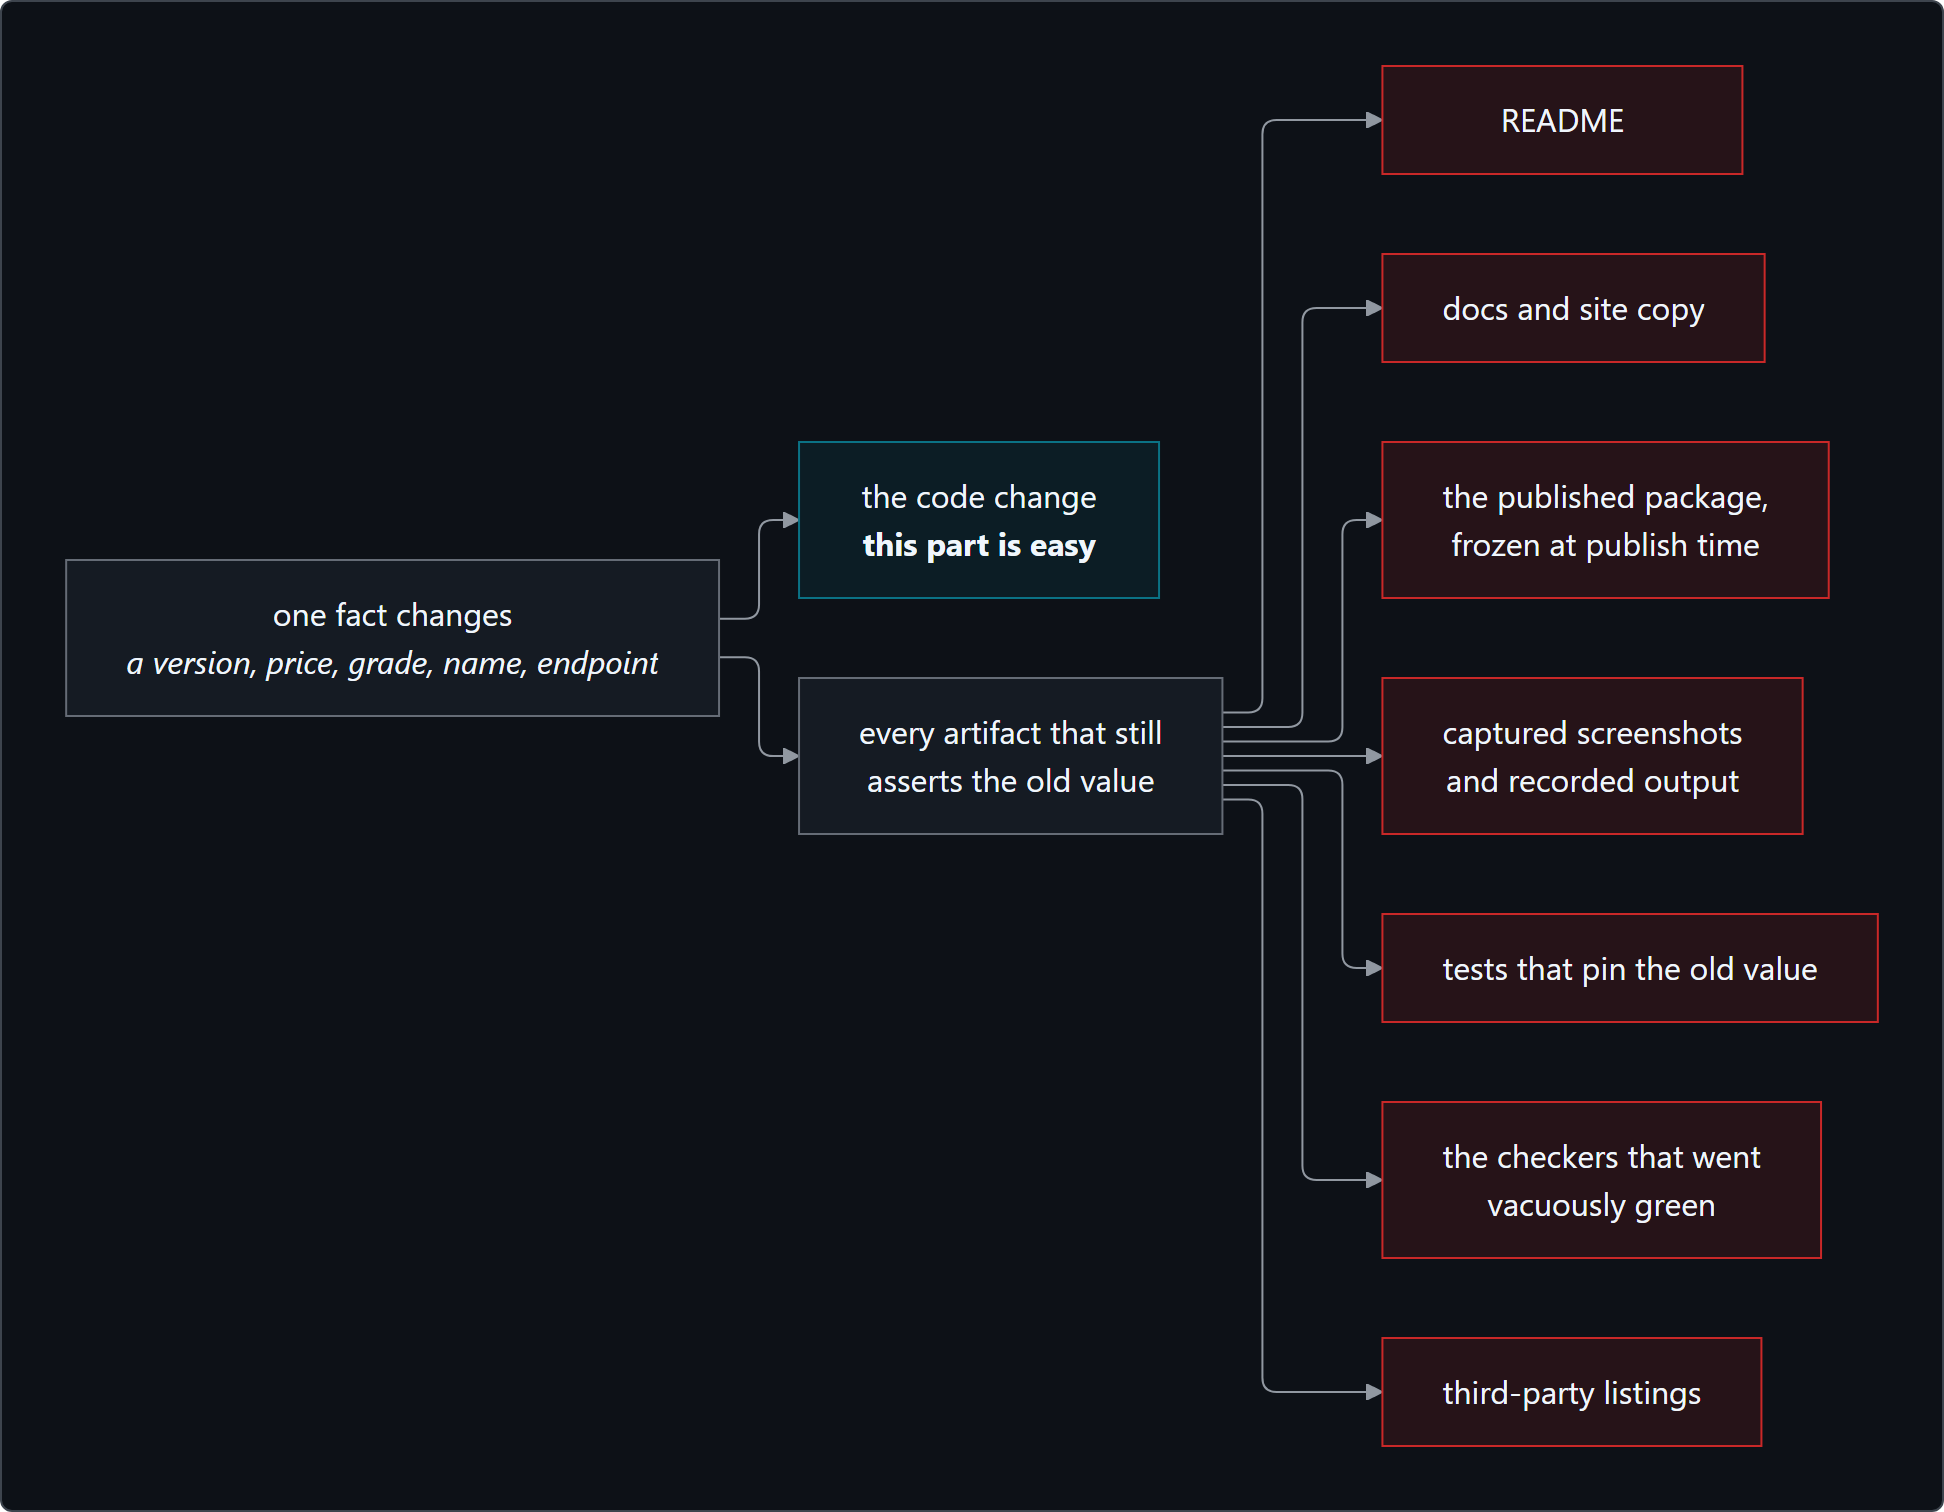 one fact changes
a version, price, grade, name, endpoint
the code change
this part is easy
every artifact that still
asserts the old value
README
docs and site copy
the published package,
frozen at publish time
captured screenshots
and recorded output
tests that pin the old value
the checkers that went
vacuously green
third-party listings